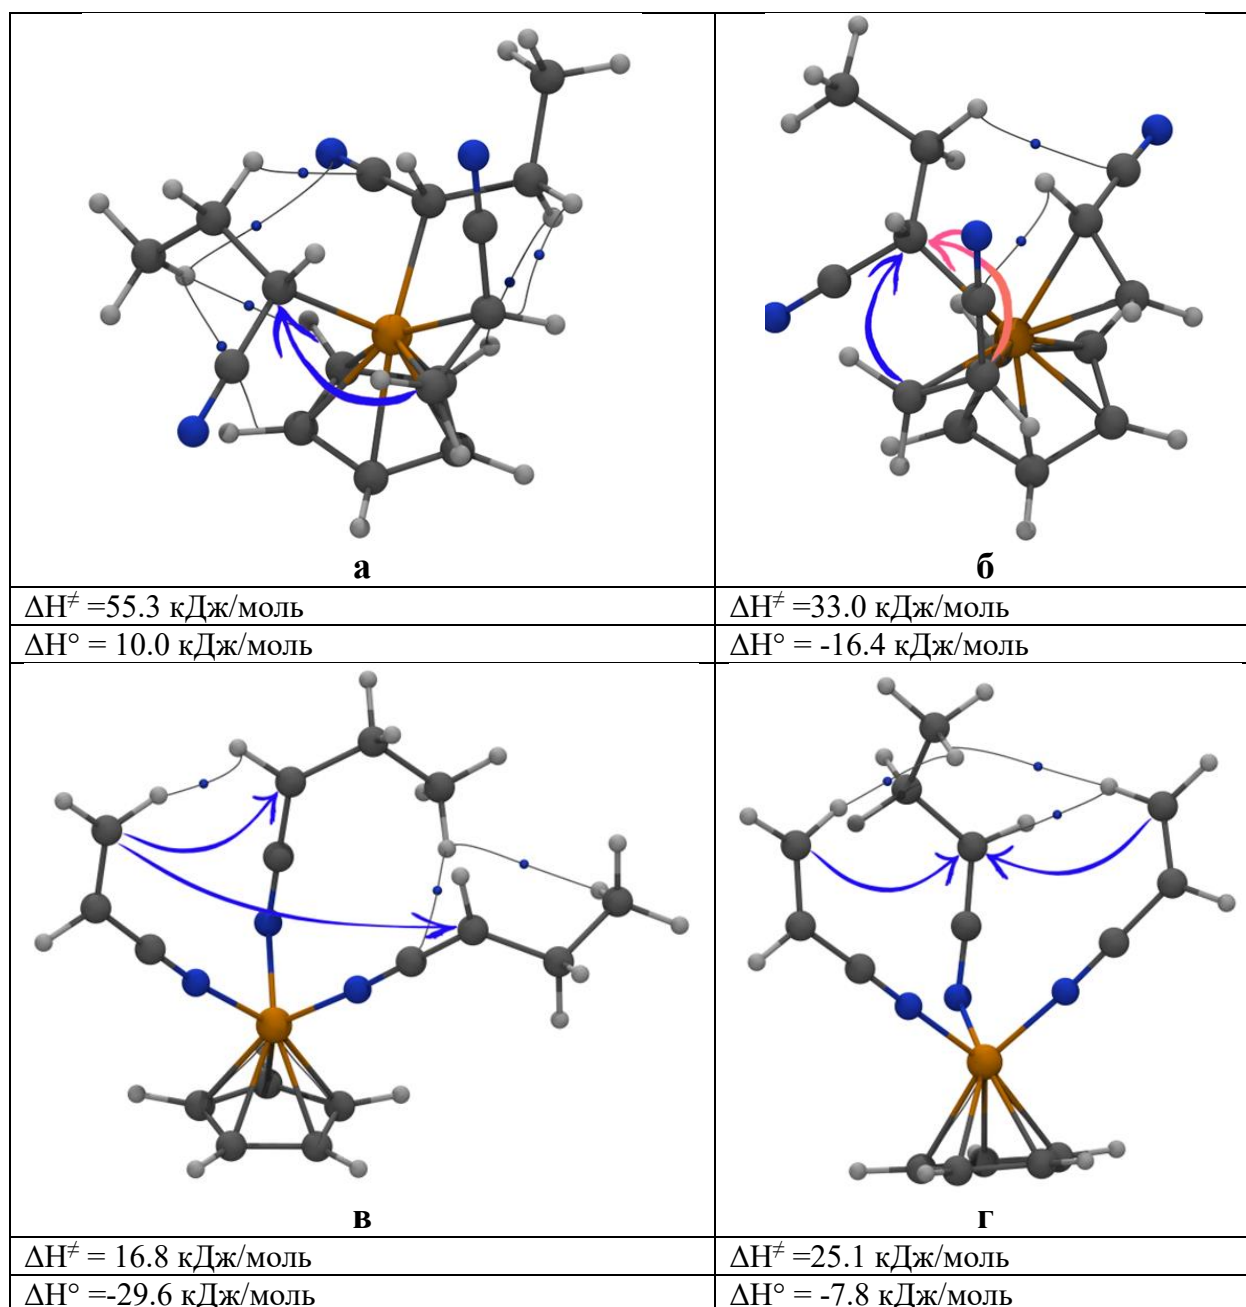 а
б
ΔH≠ =55.3 кДж/моль
ΔH≠ =33.0 кДж/моль
ΔH° = 10.0 кДж/моль
ΔH° = -16.4 кДж/моль
в
г
ΔH≠ = 16.8 кДж/моль
ΔH≠ =25.1 кДж/моль
ΔH° =-29.6 кДж/моль
ΔH° = -7.8 кДж/моль